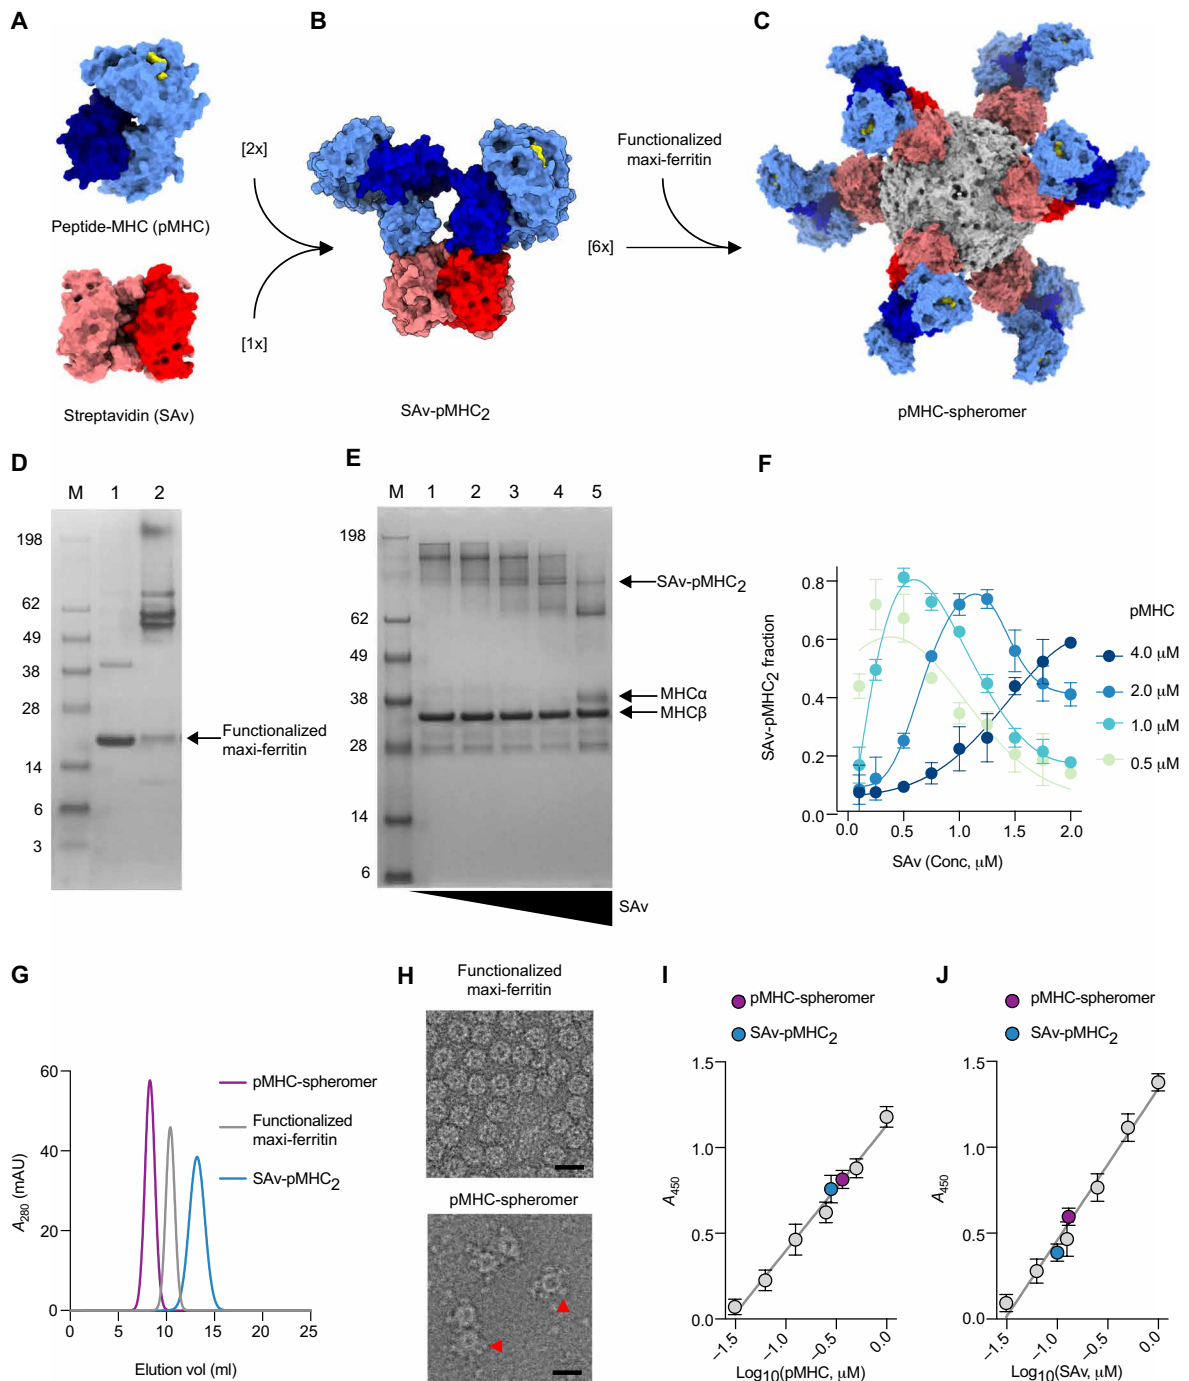 A
B
C
[2x]
Functionalized
maxi-ferritin
Peptide-MHC (pMHC)
[6x]
[1x]
Streptavidin (SAv)
SAv-pMHC2
pMHC-spheromer
D
M 1 2
198
62
49
38
28
14
6
3
Functionalized
maxi-ferritin
E
M 1 2 3 4 5
198
62
49
38
28
14
6
SAv-pMHC2
MHCα
MHCβ
SAv
F
SAv-pMHC2 fraction
0.8
0.6
0.4
0.2
0.0
0.0 0.5 1.0 1.5 2.0
SAv (Conc, μM)
pMHC
4.0 μM
2.0 μM
1.0 μM
0.5 μM
G
A280 (mAU)
60
40
20
0
0 5 10 15 20 25
Elution vol (ml)
pMHC-spheromer
Functionalized
maxi-ferritin
SAv-pMHC2
H
Functionalized
maxi-ferritin
pMHC-spheromer
I
pMHC-spheromer
SAv-pMHC2
A450
1.5
1.0
0.5
0.0
−1.5 −1.0 −0.5 0.0
Log10(pMHC, μM)
J
pMHC-spheromer
SAv-pMHC2
A450
1.5
1.0
0.5
0.0
−1.5 −1.0 −0.5 0.0
Log10(SAv, μM)